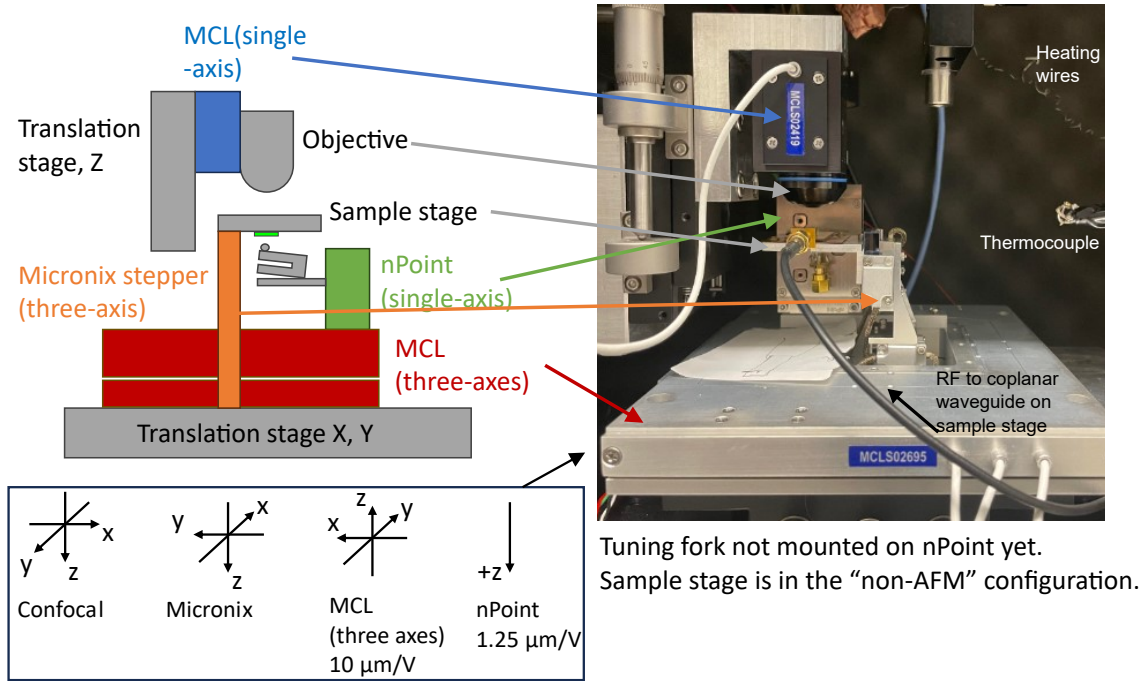 MCL(single
-axis)
Translation
stage, Z
Objective
Sample stage
Micronix stepper
(three-axis)
nPoint
(single-axis)
MCL
(three-axes)
Translation stage X, Y
Heating
wires
MCLS02419
Thermocouple
RF to coplanar
waveguide on
sample stage
MCLS02695
x
y
z
Confocal
y
x
z
Micronix
z
y
x
MCL
(three axes)
10 µm/V
+z
nPoint
1.25 µm/V
Tuning fork not mounted on nPoint yet.
Sample stage is in the “non-AFM” configuration.